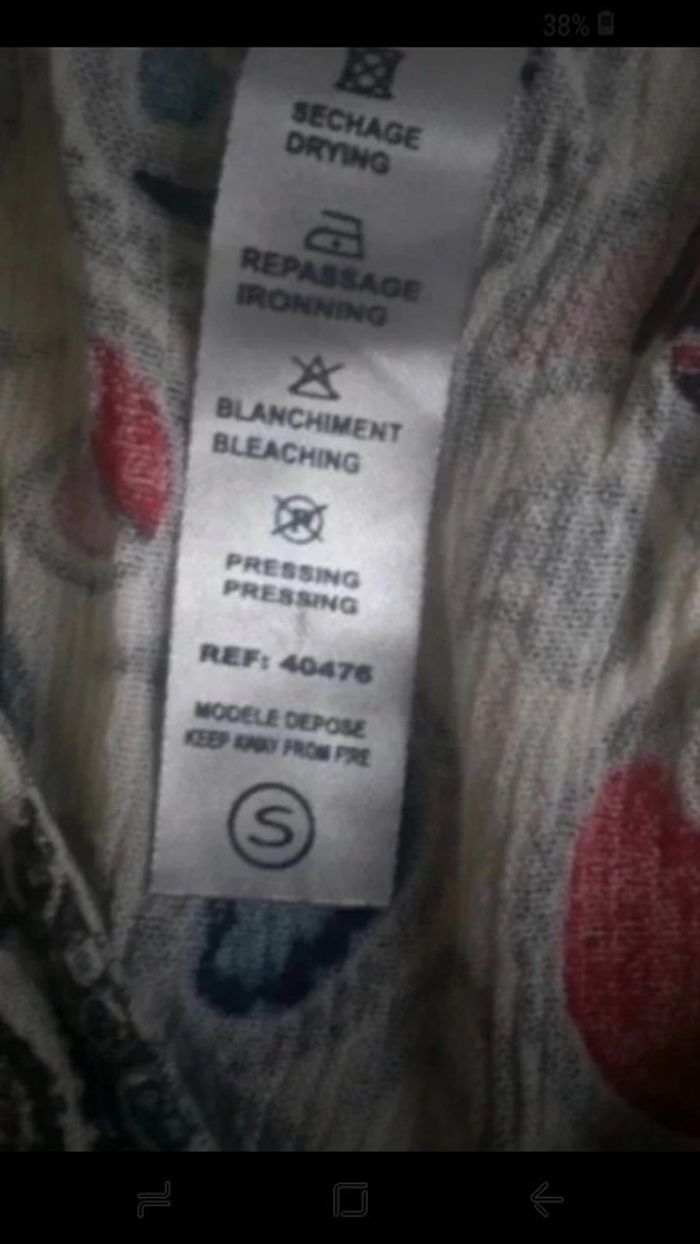 38%
SECHAGE
DRYING
REPASSAGE
IRONNING
BLANCHIMENT
BLEACHING
PRESSING
PRESSING
REF: 40476
MODELE DEPOSE
KEEP AWAY FROM FIRE
S